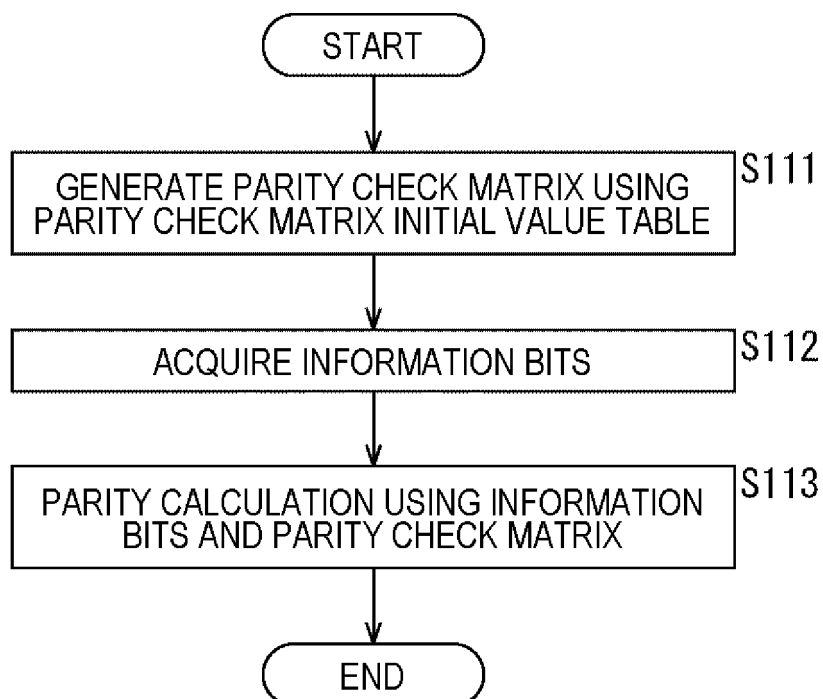 START
S111
GENERATE PARITY CHECK MATRIX USING
PARITY CHECK MATRIX INITIAL VALUE TABLE
S112
ACQUIRE INFORMATION BITS
S113
PARITY CALCULATION USING INFORMATION
BITS AND PARITY CHECK MATRIX
END